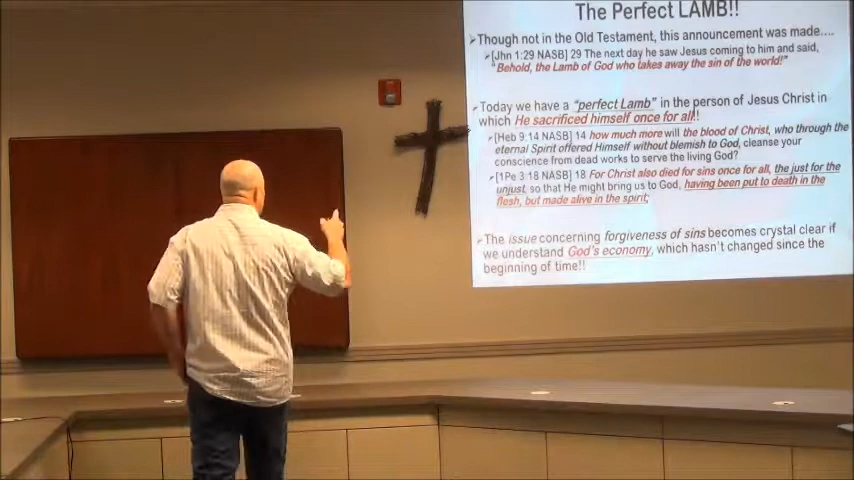 The Perfect LAMB!!
Though not in the Old Testament, this announcement was made….
[Jhn 1:29 NASB] 29 The next day he saw Jesus coming to him and said,
"Behold, the Lamb of God who takes away the sin of the world!"
Today we have a "perfect Lamb" in the person of Jesus Christ in
which He sacrificed himself once for all!
[Heb 9:14 NASB] 14 how much more will the blood of Christ, who through the
eternal Spirit offered Himself without blemish to God, cleanse your
conscience from dead works to serve the living God?
[1Pe 3:18 NASB] 18 For Christ also died for sins once for all, the just for the
unjust, so that He might bring us to God, having been put to death in the
flesh, but made alive in the spirit;
The issue concerning forgiveness of sins becomes crystal clear if
we understand God's economy, which hasn't changed since the
beginning of time!!